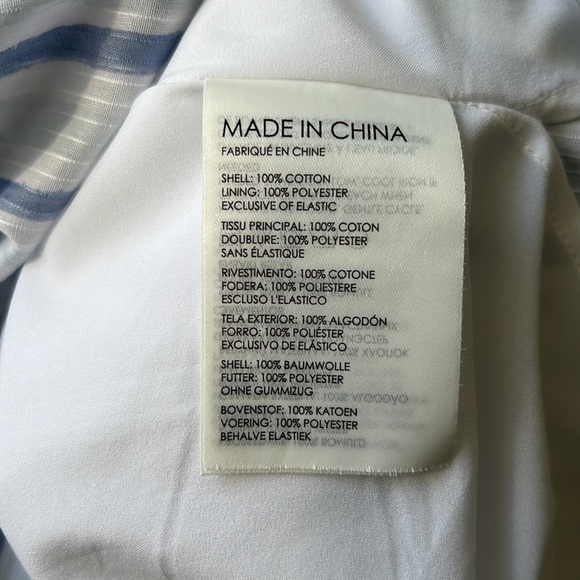 MADE IN CHINA
FABRIQUÉ EN CHINE
SHELL: 100% COTTON
LINING: 100% POLYESTER
EXCLUSIVE OF ELASTIC
TISSU PRINCIPAL: 100% COTON
DOUBLURE: 100% POLYESTER
SANS ÉLASTIQUE
RIVESTIMENTO: 100% COTONE
FODERA: 100% POLIESTERE
ESCLUSO L'ELASTICO
TELA EXTERIOR: 100% ALGODÓN
FORRO: 100% POLIÉSTER
EXCLUSIVO DE ELÁSTICO
SHELL: 100% BAUMWOLLE
FUTTER: 100% POLYESTER
OHNE GUMMIZUG
BOVENSTOF: 100% KATOEN
VOERING: 100% POLYESTER
BEHALVE ELASTIEK